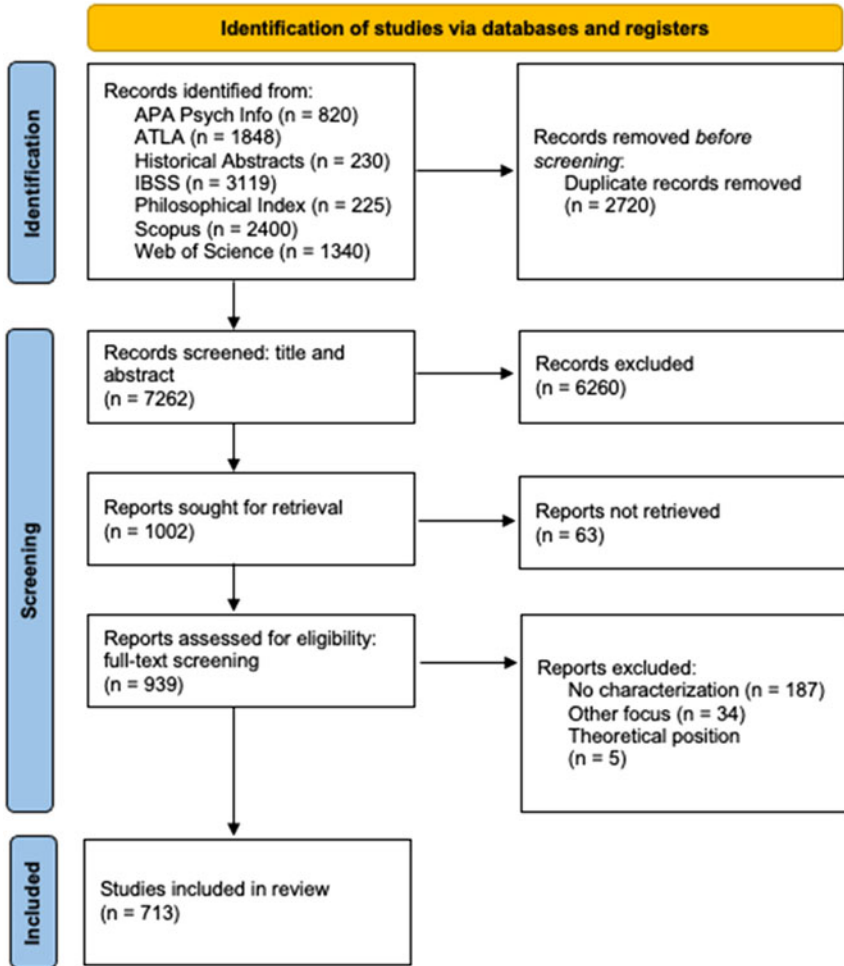 Identification of studies via databases and registers
Identification
Records identified from:
APA Psych Info (n = 820)
ATLA (n = 1848)
Historical Abstracts (n = 230)
IBSS (n = 3119)
Philosophical Index (n = 225)
Scopus (n = 2400)
Web of Science (n = 1340)
Records removed before
screening:
Duplicate records removed
(n = 2720)
Screening
Records screened: title and
abstract
(n = 7262)
Records excluded
(n = 6260)
Reports sought for retrieval
(n = 1002)
Reports not retrieved
(n = 63)
Reports assessed for eligibility:
full-text screening
(n = 939)
Reports excluded:
No characterization (n = 187)
Other focus (n = 34)
Theoretical position
(n = 5)
Included
Studies included in review
(n = 713)